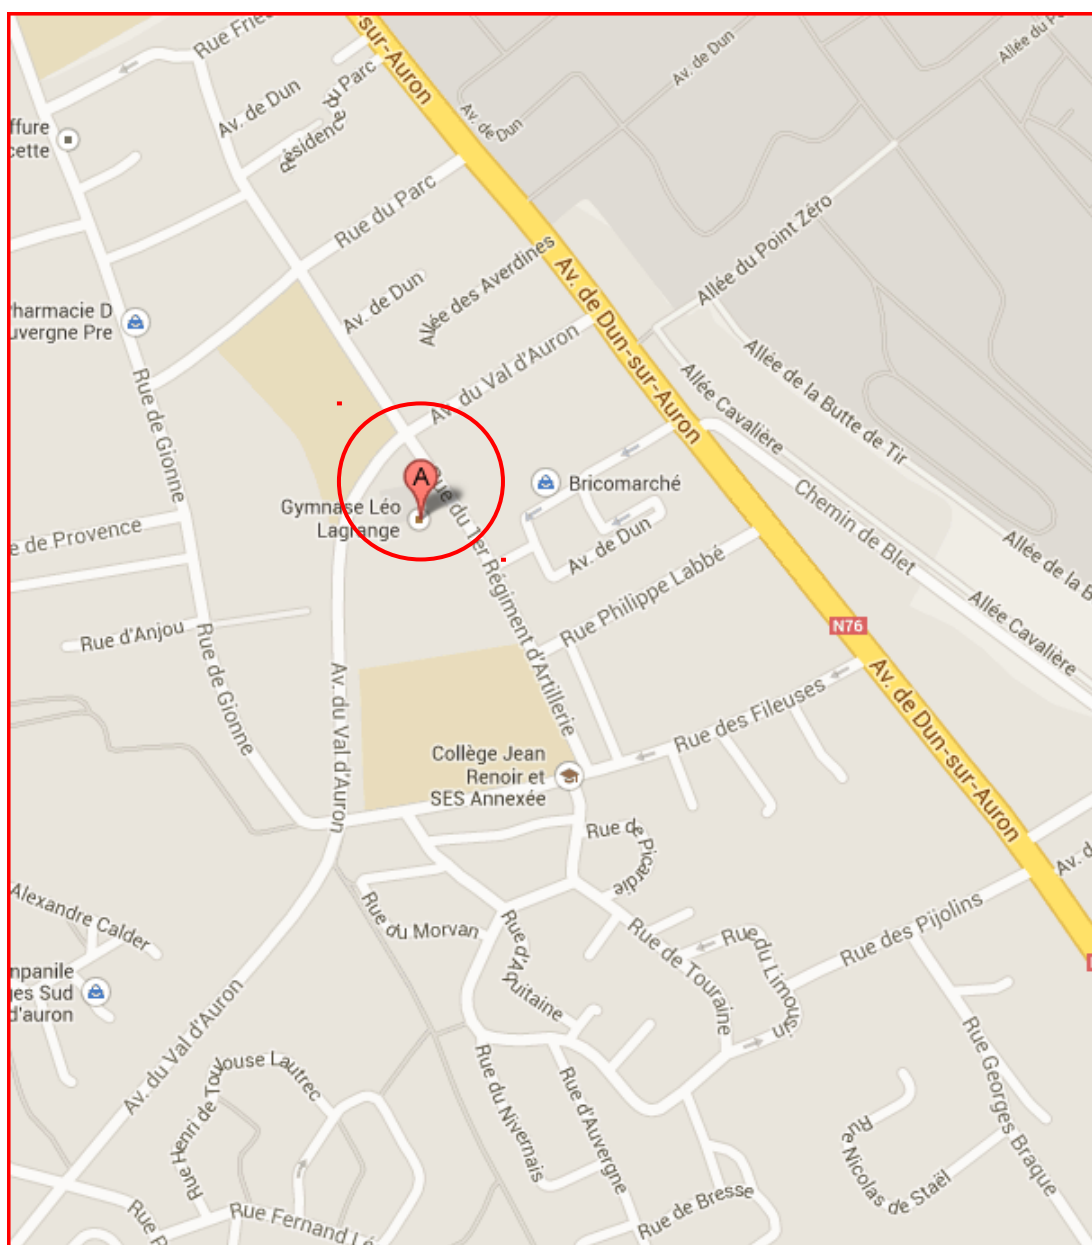 Rue Fried
-sur-Auron
Av. de Dun
Allée du Po
Av. de Dun
Résidence du Parc
Av. de Dun
ffure
cette
Rue du Parc
Allée du Point Zéro
Av. de Dun
Allée des Averdines
Av. de Dun-sur-Auron
harmacie D
uvergne Pre
Av. du Val d'Auron
Allée Cavalière
Allée de la Butte de Tir
Rue de Gionne
A
Gymnase Léo
Lagrange
Rue du 1er Régiment d'Artillerie
Bricomarché
Chemin de Blet
e de Provence
Av. de Dun
Allée de la B
Rue Philippe Labbé
Allée Cavalière
N76
Rue d'Anjou
Rue de Gionne
Av. du Val d'Auron
Rue des Fileuses
Av. de Dun-sur-Auron
Collège Jean
Renoir et
SES Annexée
Rue de Picardie
Av. d
Alexandre Calder
Rue du Morvan
Rue d'Aquitaine
Rue de Touraine
Rue du Limousin
Rue des Pijolins
mpanile
ges Sud
d'auron
Av. du Val d'Auron
Rue Henri de Toulouse Lautrec
Rue du Nivernais
Rue d'Auvergne
Rue Georges Braque
Rue Nicolas de Staël
Rue Fernand Lé
Rue de Bresse